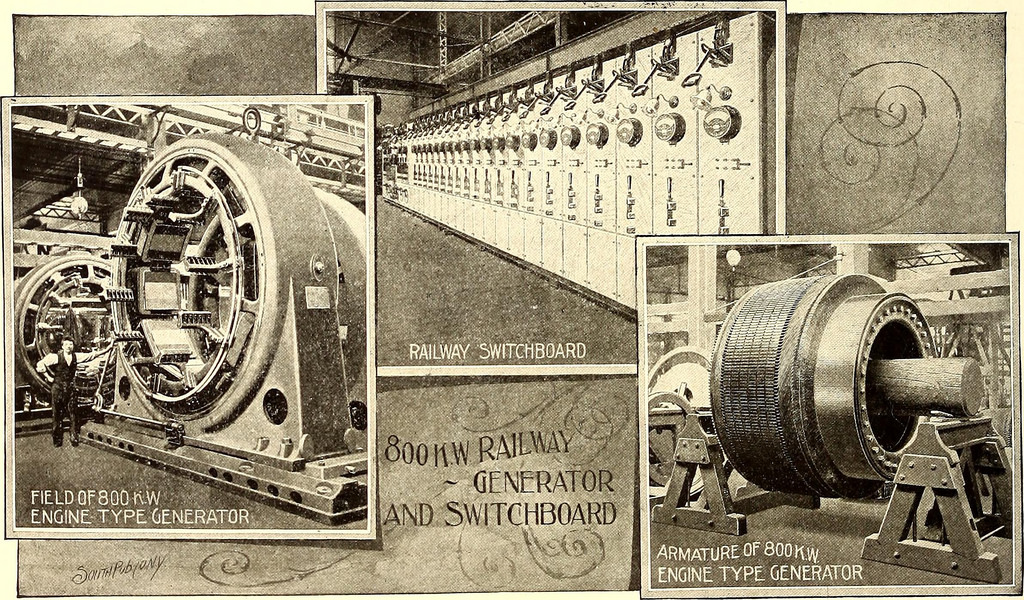 RAILWAY SWITCHBOARD
FIELD OF 800 K.W
ENGINE TYPE GENERATOR
800 K.W RAILWAY
~ GENERATOR
AND SWITCHBOARD
ARMATURE OF 800 K.W
ENGINE TYPE GENERATOR